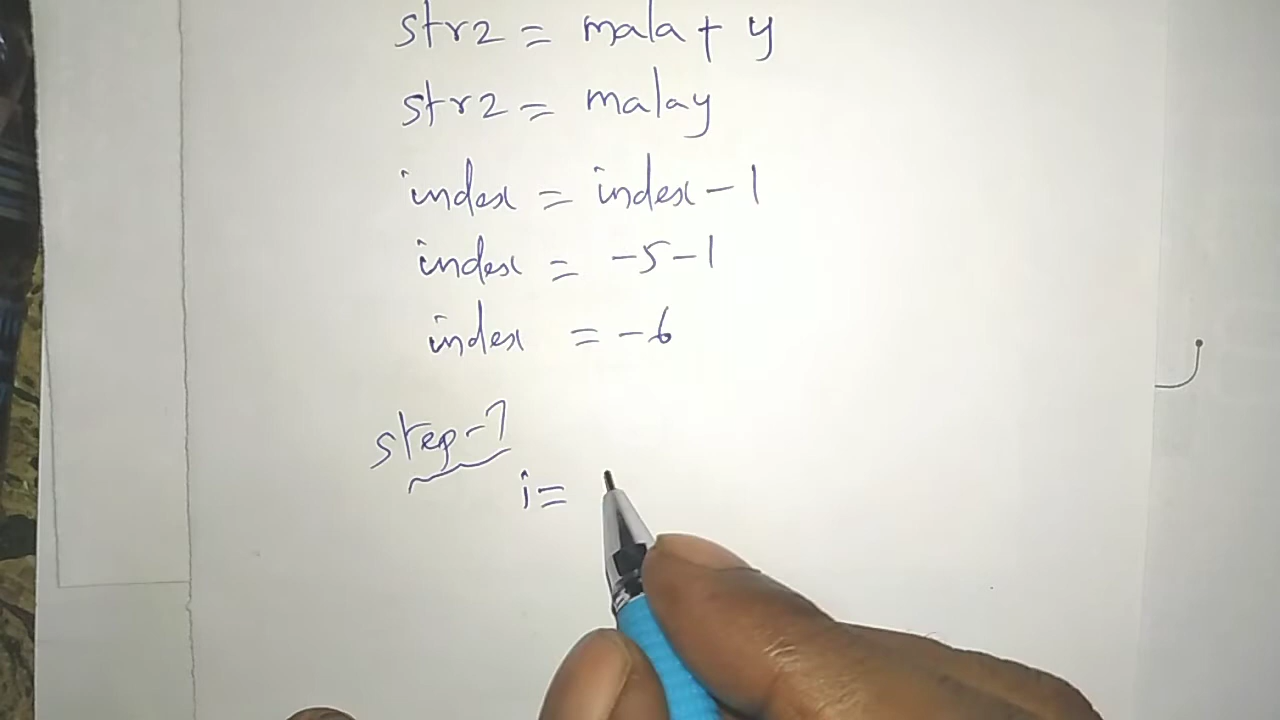 str2 = mala + y
str2 = malay
index = index - 1
index = -5-1
index = -6
step-7
i =